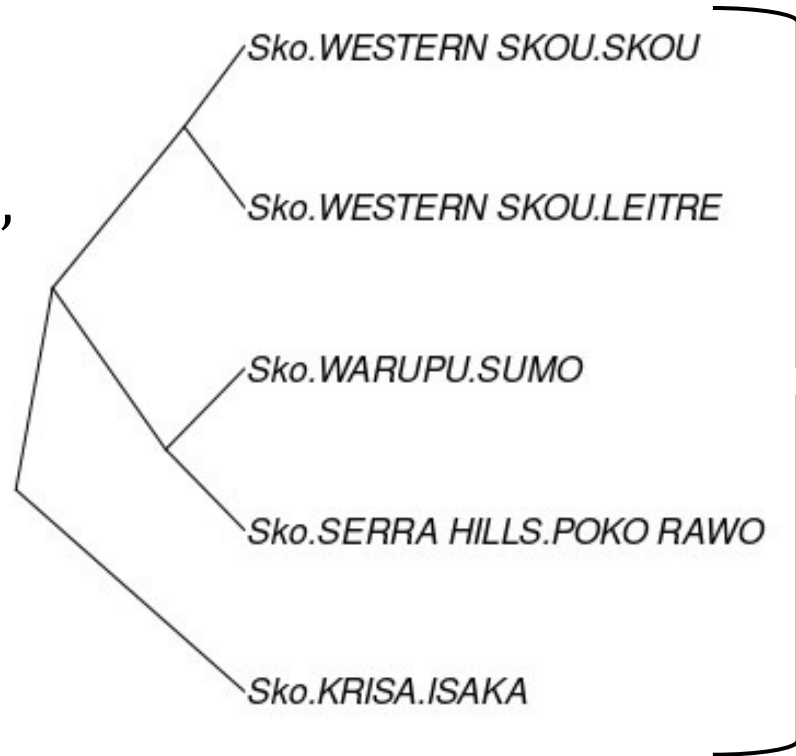 Sko.WESTERN SKOU.SKOU
,
Sko.WESTERN SKOU.LEITRE
Sko.WARUPU.SUMO
Sko.SERRA HILLS.POKO RAWO
Sko.KRISA.ISAKA